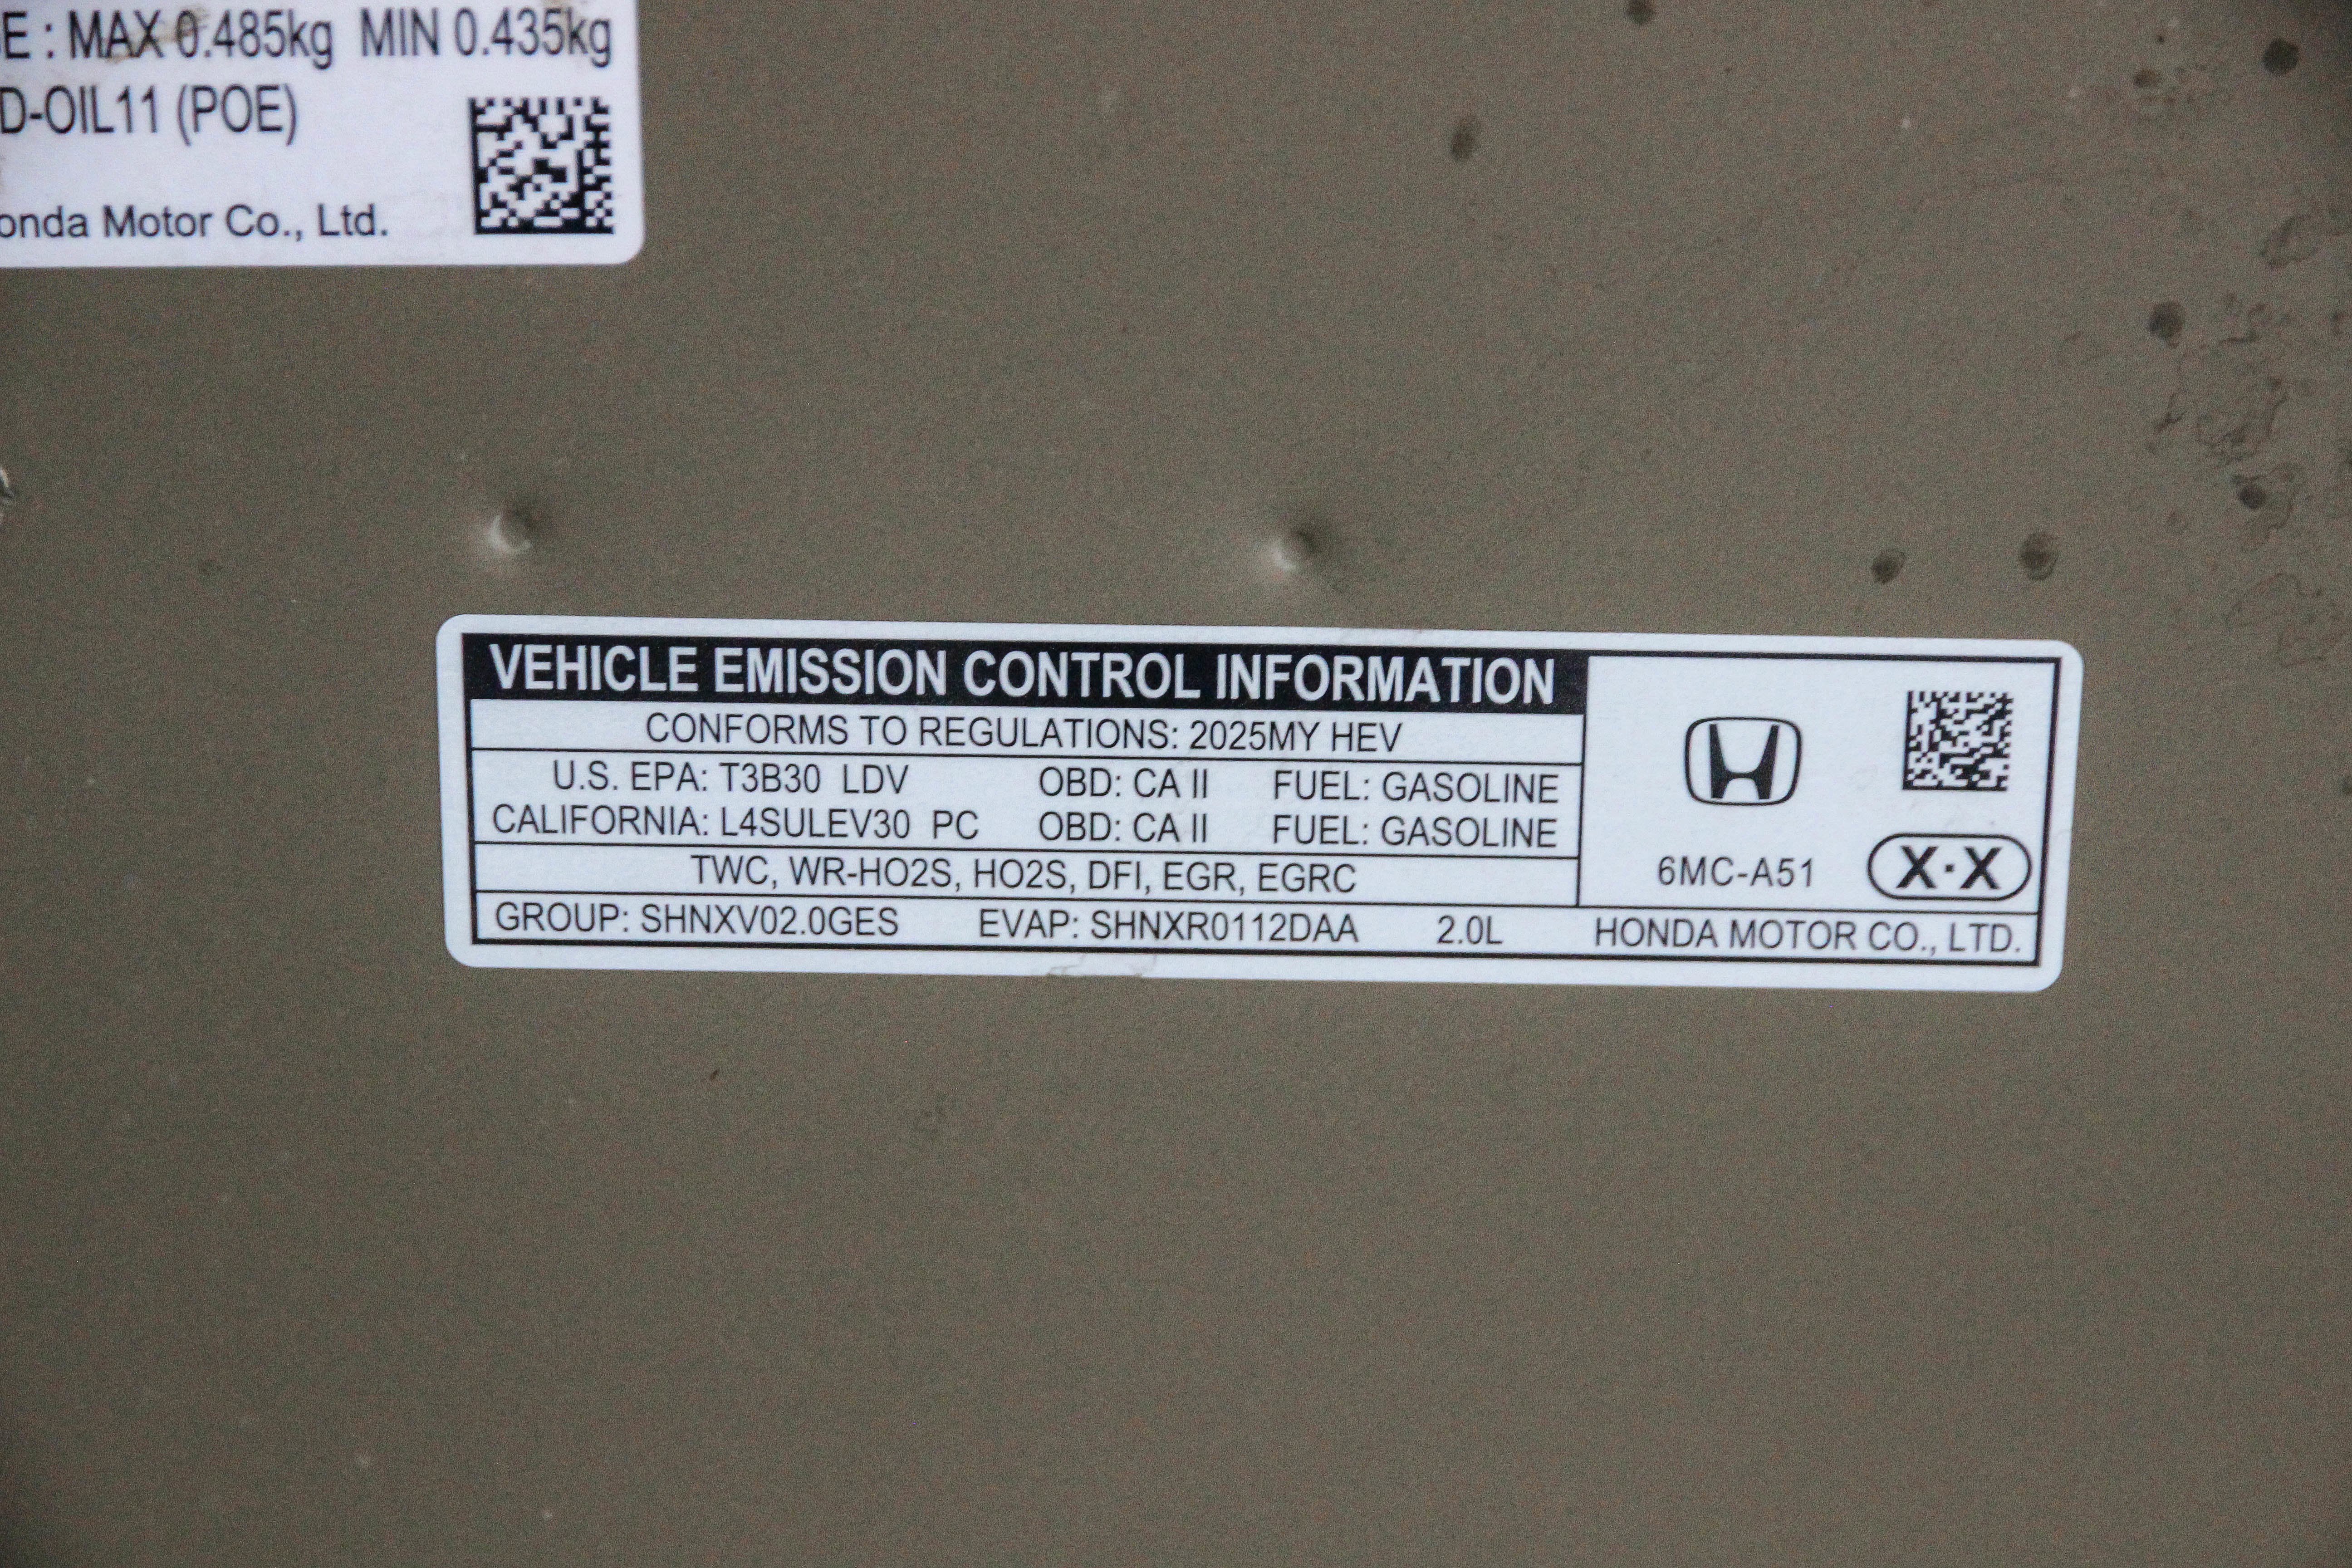 E : MAX 0.485kg MIN 0.435kg
D-OIL11 (POE)
onda Motor Co., Ltd.
VEHICLE EMISSION CONTROL INFORMATION
CONFORMS TO REGULATIONS: 2025MY HEV
U.S. EPA: T3B30 LDV OBD: CA II FUEL: GASOLINE
CALIFORNIA: L4SULEV30 PC OBD: CA II FUEL: GASOLINE
TWC, WR-HO2S, HO2S, DFI, EGR, EGRC
6MC-A51 X·X
GROUP: SHNXV02.0GES EVAP: SHNXR0112DAA 2.0L HONDA MOTOR CO., LTD.